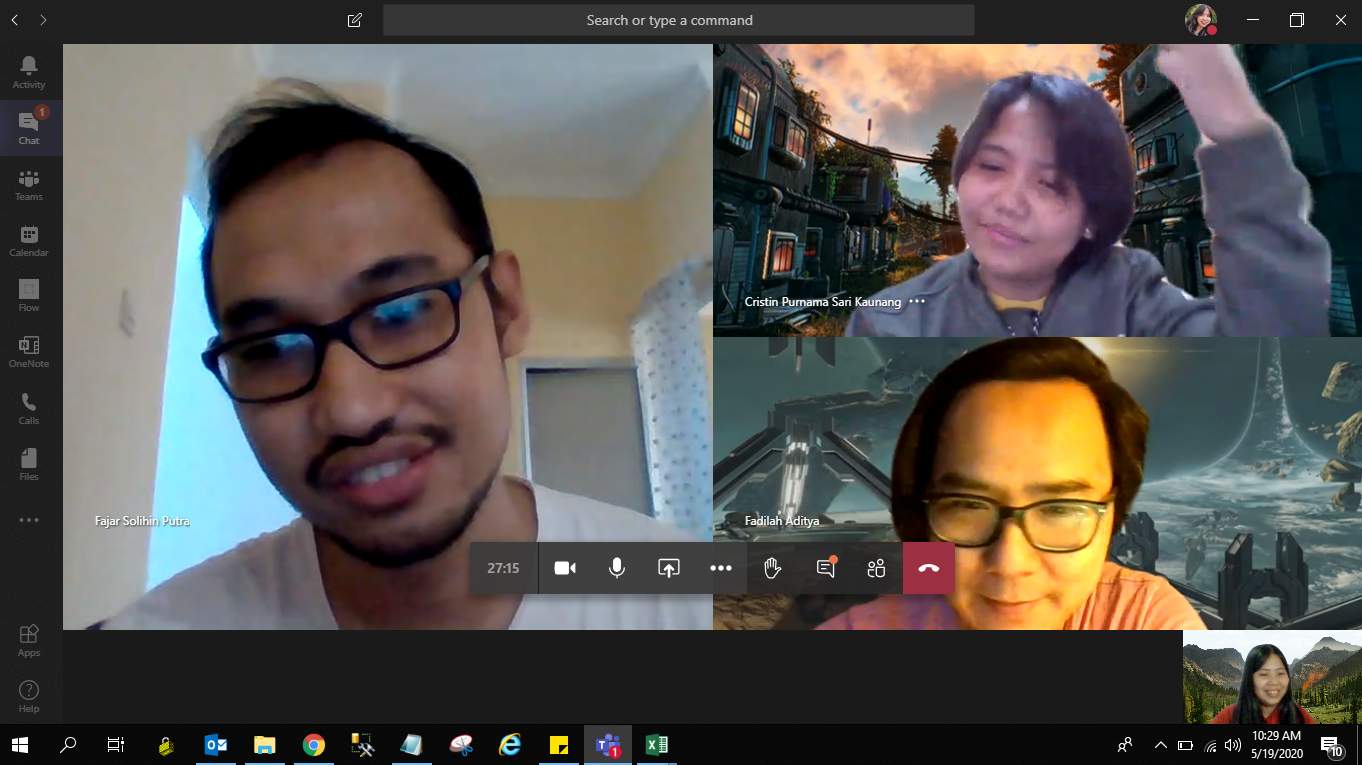 Search or type a command
Activity
Chat
1
Teams
Calendar
Flow
OneNote
Calls
Files
Apps
Help
Cristin Purnama Sari Kaunang
Fajar Solihin Putra
Fadilah Aditya
27:15
1
10:29 AM
5/19/2020
10